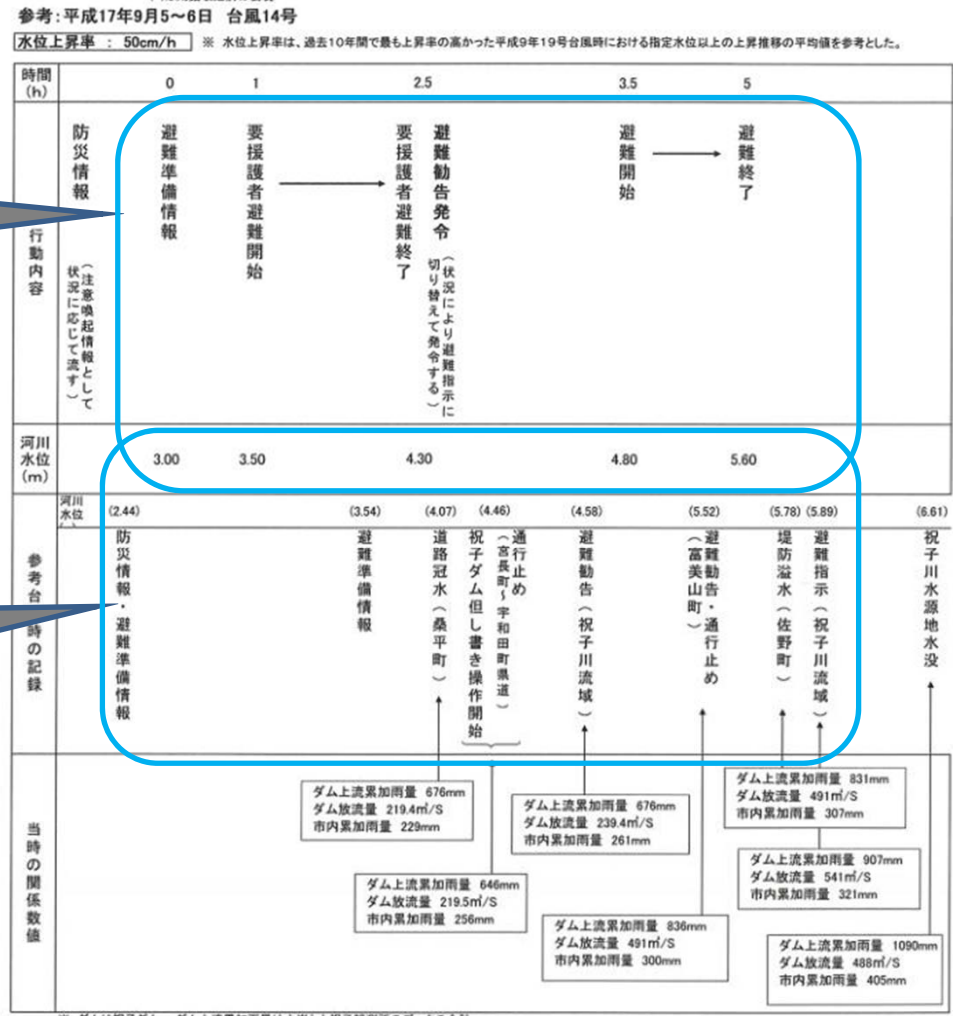 参考：平成17年9月5～6日　台風14号
水位上昇率 ： 50cm/h　※ 水位上昇率は、過去10年間で最も上昇率の高かった平成9年19号台風時における指定水位以上の上昇推移の平均値を参考とした。
時間
(h)
0　1　2.5　3.5　5
行動内容
防災情報
（注意喚起情報として
状況に応じて流す）
避難準備情報
要援護者避難開始
要援護者避難終了
避難勧告発令
（状況により避難指示に
切り替えて発令する）
避難開始
避難終了
河川
水位
(m)
3.00　3.50　4.30　4.80　5.60
河川
水位
(2.44)　(3.54)　(4.07)　(4.46)　(4.58)　(5.52)　(5.78)　(5.89)　(6.61)
参考台
時の記録
防災情報・避難準備情報
避難準備情報
道路冠水（桑平町）
祝子ダム但し書き操作開始
通行止め
（宮長町～宇和田町県道）
避難勧告（祝子川流域）
避難勧告・通行止め
（富美山町）
堤防溢水（佐野町）
避難指示（祝子川流域）
祝子川水源地水没
当時の関係数値
ダム上流累加雨量 676mm
ダム放流量 219.4㎥/S
市内累加雨量 229mm
ダム上流累加雨量 646mm
ダム放流量 219.5㎥/S
市内累加雨量 256mm
ダム上流累加雨量 676mm
ダム放流量 239.4㎥/S
市内累加雨量 261mm
ダム上流累加雨量 836mm
ダム放流量 491㎥/S
市内累加雨量 300mm
ダム上流累加雨量 831mm
ダム放流量 491㎥/S
市内累加雨量 307mm
ダム上流累加雨量 907mm
ダム放流量 541㎥/S
市内累加雨量 321mm
ダム上流累加雨量 1090mm
ダム放流量 488㎥/S
市内累加雨量 405mm